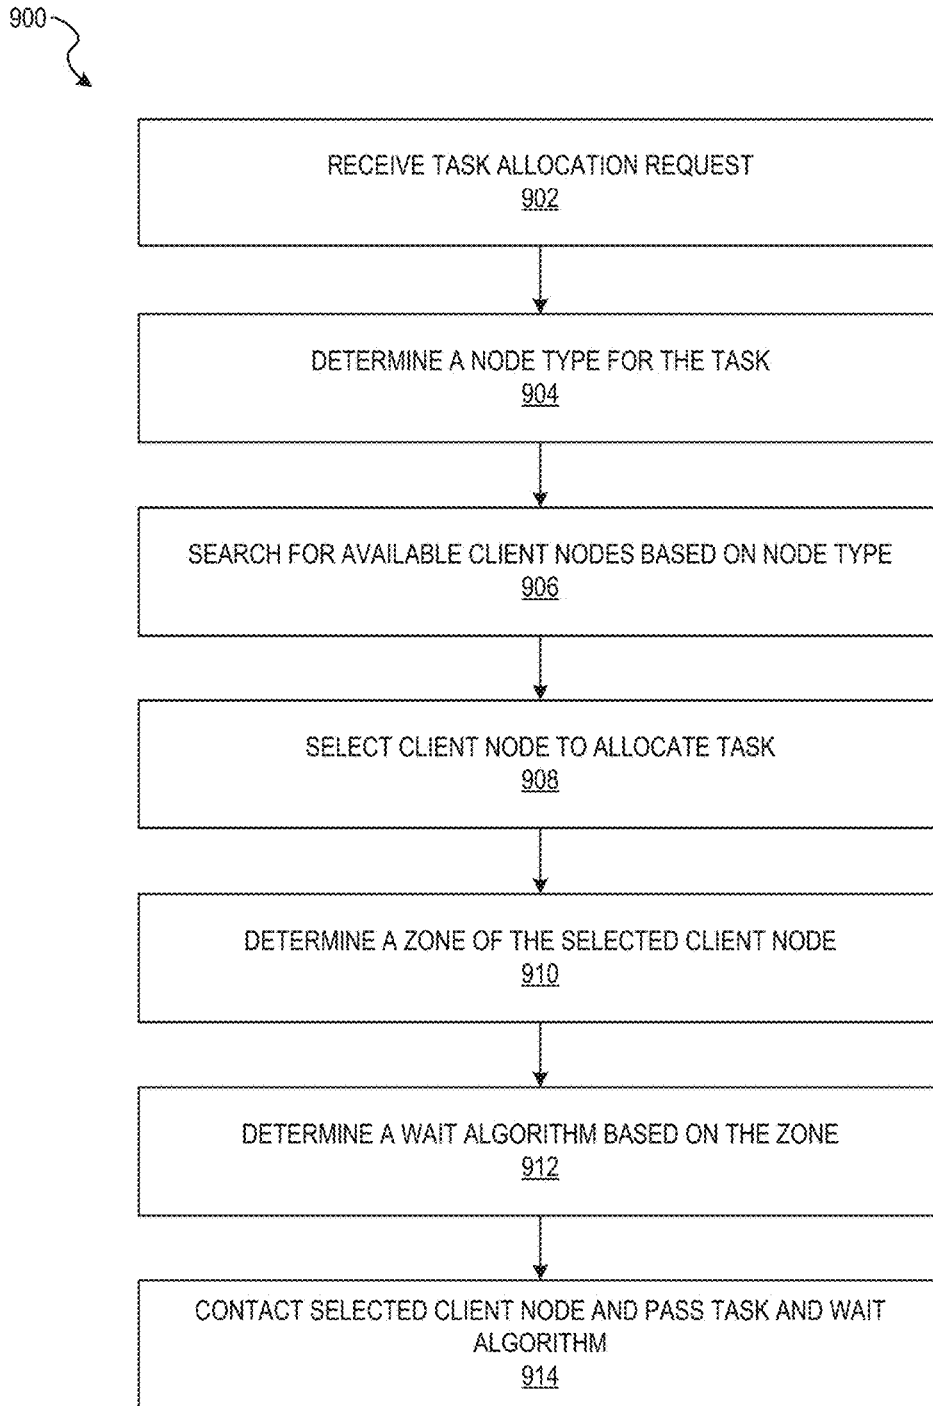 900
RECEIVE TASK ALLOCATION REQUEST
902
DETERMINE A NODE TYPE FOR THE TASK
904
SEARCH FOR AVAILABLE CLIENT NODES BASED ON NODE TYPE
906
SELECT CLIENT NODE TO ALLOCATE TASK
908
DETERMINE A ZONE OF THE SELECTED CLIENT NODE
910
DETERMINE A WAIT ALGORITHM BASED ON THE ZONE
912
CONTACT SELECTED CLIENT NODE AND PASS TASK AND WAIT
ALGORITHM
914